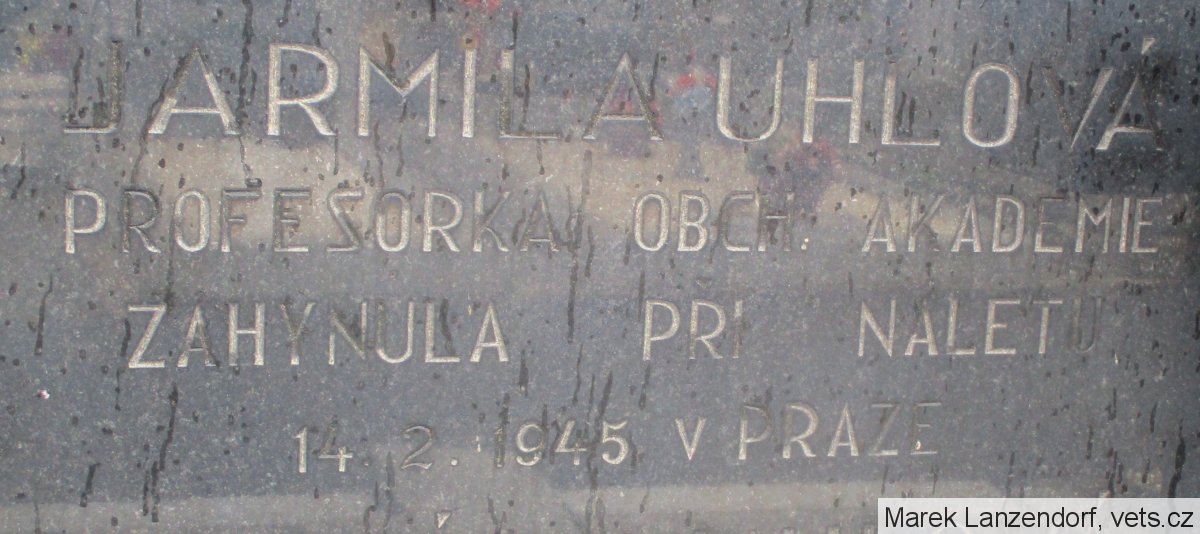 JARMILA UHLOVÁ
PROFESORKA OBCH. AKADEMIE
ZAHYNULA PŘI NÁLETU
14. 2. 1945 V PRAZE
Marek Lanzendorf, vets.cz